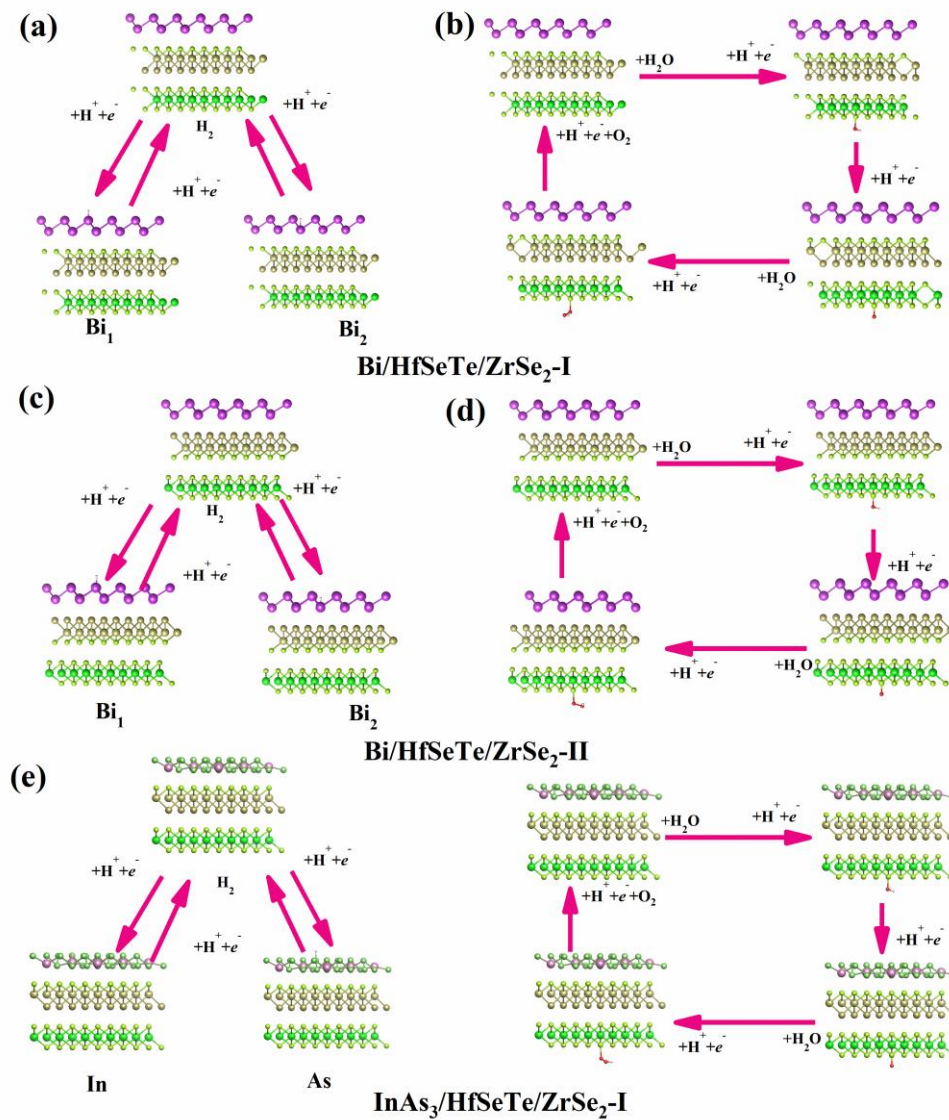 (a)
+H⁺+e⁻
+H⁺+e⁻
H₂
+H⁺+e⁻
Bi₁
Bi₂
(b)
+H₂O
+H⁺+e⁻
+H⁺+e⁻+O₂
+H⁺+e⁻
+H⁺+e⁻
+H₂O
Bi/HfSeTe/ZrSe₂-I
(c)
+H⁺+e⁻
+H⁺+e⁻
H₂
+H⁺+e⁻
Bi₁
Bi₂
(d)
+H₂O
+H⁺+e⁻
+H⁺+e⁻+O₂
+H⁺+e⁻
+H⁺+e⁻
+H₂O
Bi/HfSeTe/ZrSe₂-II
(e)
+H⁺+e⁻
+H⁺+e⁻
H₂
+H⁺+e⁻
In
As
+H₂O
+H⁺+e⁻
+H⁺+e⁻+O₂
+H⁺+e⁻
+H⁺+e⁻
+H₂O
InAs₃/HfSeTe/ZrSe₂-I